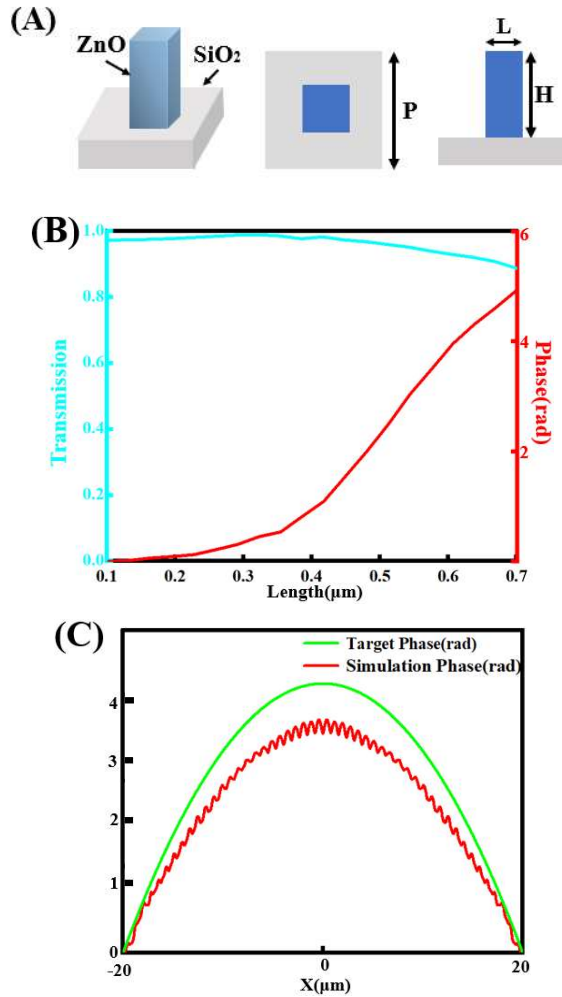 (A)
ZnO
SiO₂
P
L
H
(B)
Transmission
1.0
0.8
0.6
0.4
0.2
0.0
6
4
2
Phase(rad)
0.1 0.2 0.3 0.4 0.5 0.6 0.7
Length(μm)
(C)
Target Phase(rad)
Simulation Phase(rad)
4
3
2
1
0
-20 0 20
X(μm)